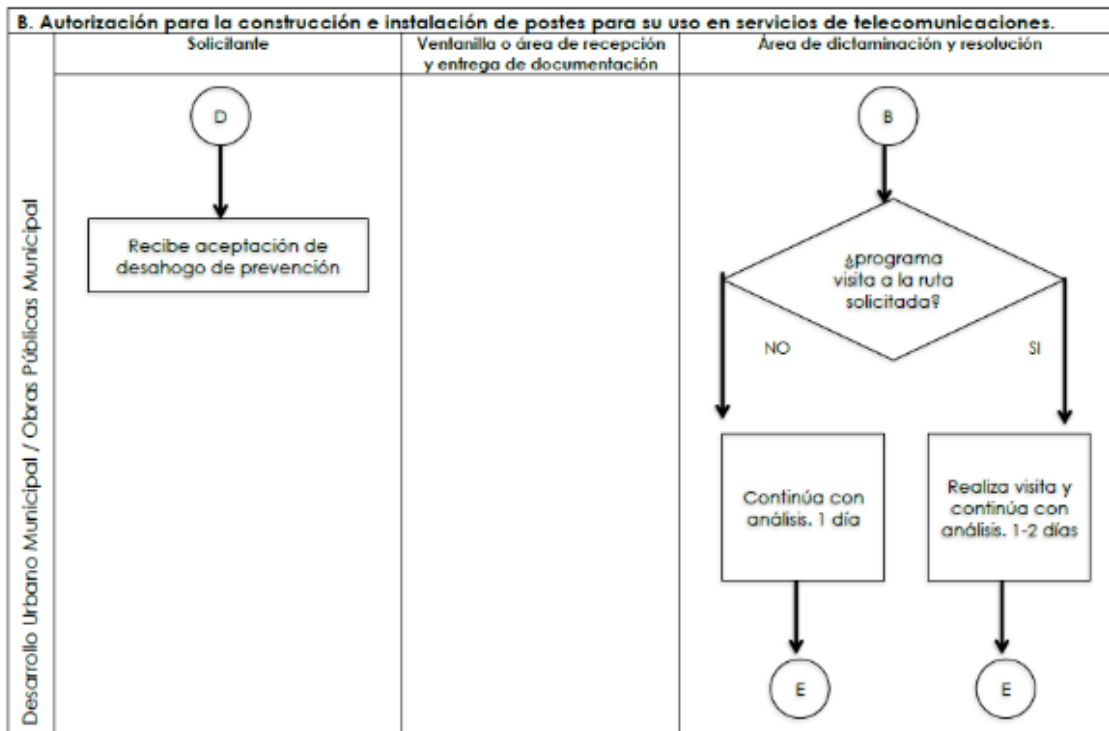 B. Autorización para la construcción e instalación de postes para su uso en servicios de telecomunicaciones.
Solicitante
Ventanilla o área de recepción
y entrega de documentación
Área de dictaminación y resolución
Desarrollo Urbano Municipal / Obras Públicas Municipal
D
Recibe aceptación de
desahogo de prevención
B
¿programa
visita a la ruta
solicitada?
NO
SI
Continúa con
análisis. 1 día
Realiza visita y
continúa con
análisis. 1-2 días
E
E